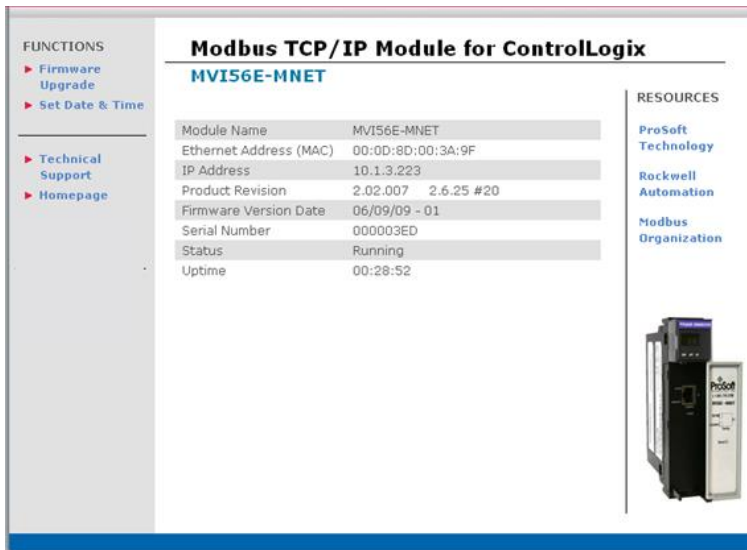 FUNCTIONS
Firmware
Upgrade
Set Date & Time
Technical
Support
Homepage
Modbus TCP/IP Module for ControlLogix
MVI56E-MNET
Module Name MVI56E-MNET
Ethernet Address (MAC) 00:0D:8D:00:3A:9F
IP Address 10.1.3.223
Product Revision 2.02.007 2.6.25 #20
Firmware Version Date 06/09/09 - 01
Serial Number 000003ED
Status Running
Uptime 00:28:52
RESOURCES
ProSoft
Technology
Rockwell
Automation
Modbus
Organization
ProSoft